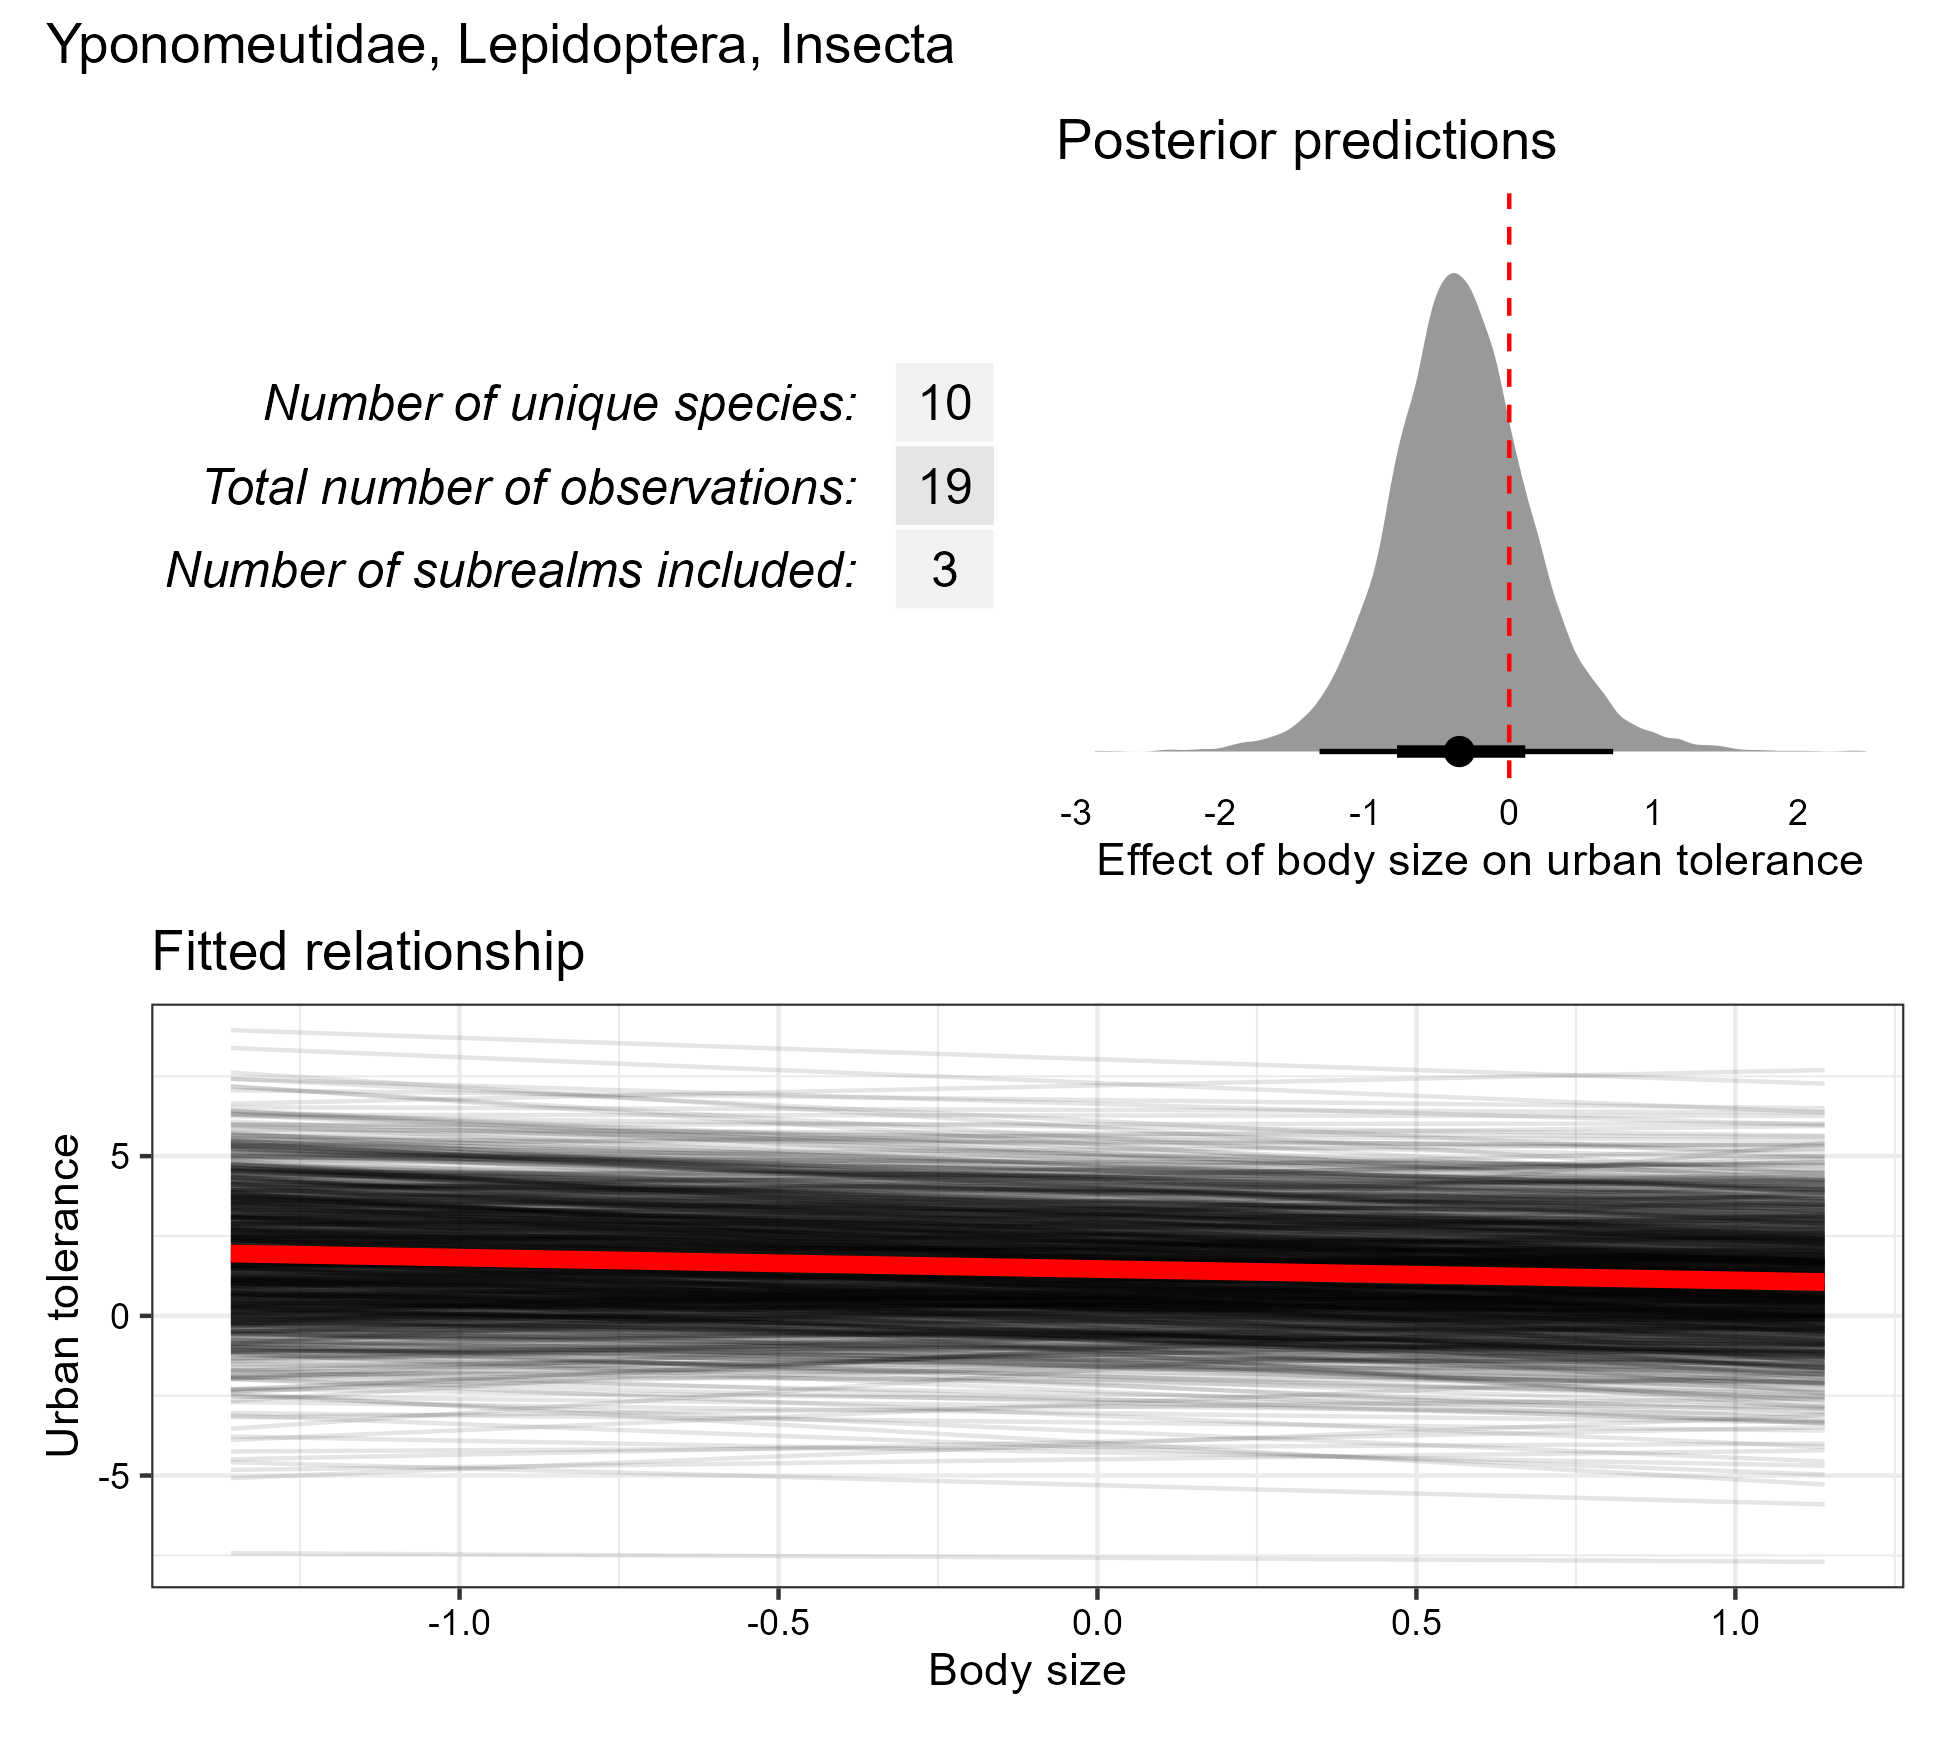 Yponomeutidae, Lepidoptera, Insecta
Posterior predictions
Number of unique species: 10
Total number of observations: 19
Number of subrealms included: 3
-3 -2 -1 0 1 2
Effect of body size on urban tolerance
Fitted relationship
Urban tolerance
5
0
-5
-1.0 -0.5 0.0 0.5 1.0
Body size